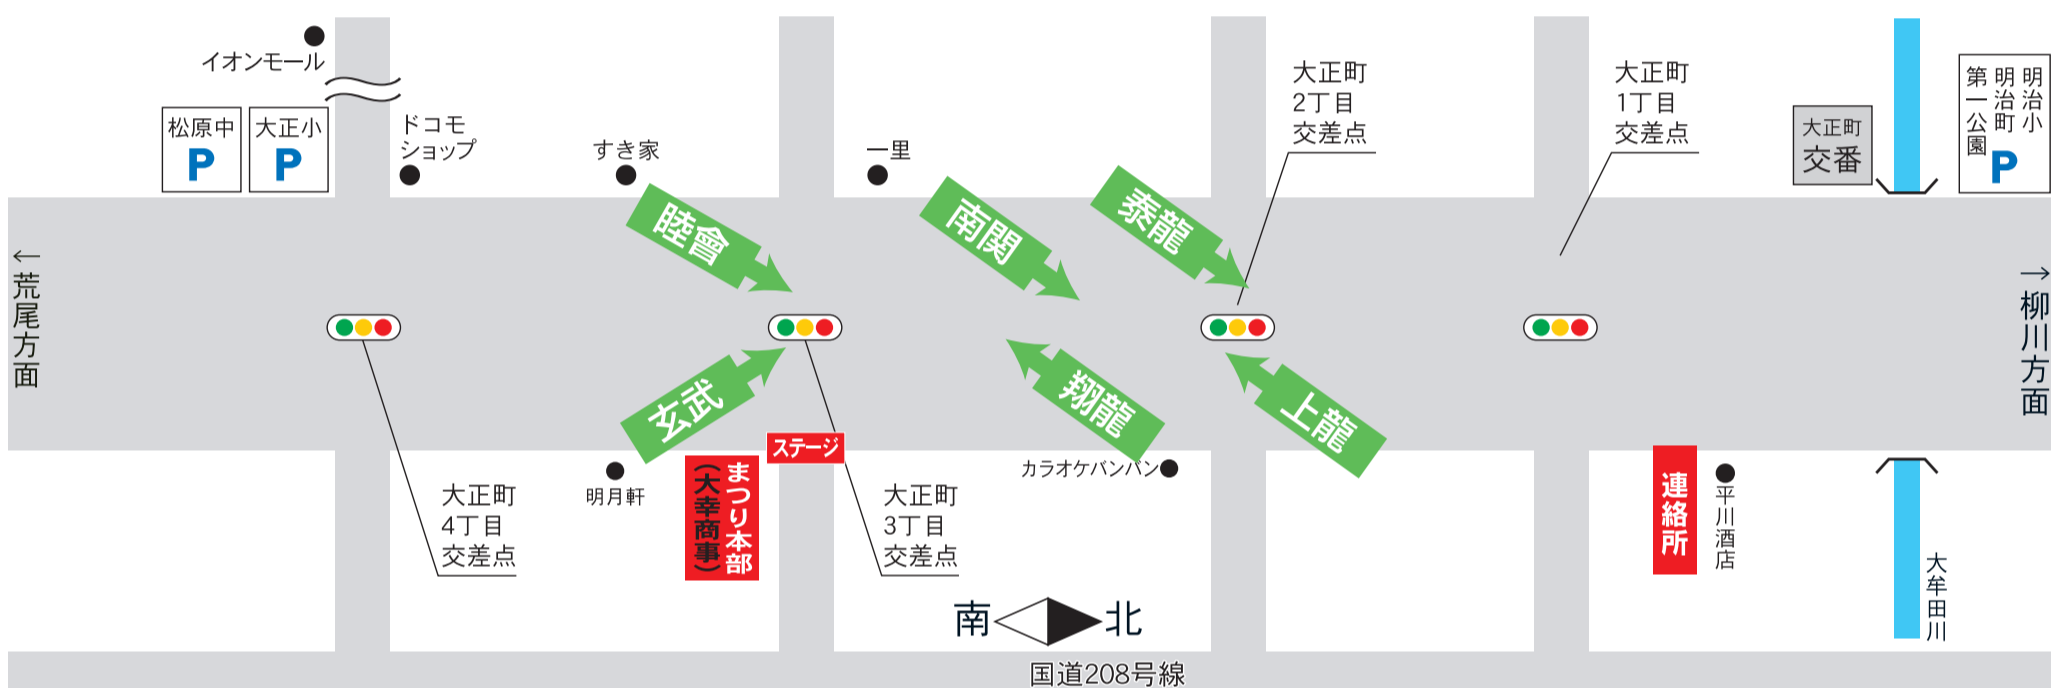 イオンモール
松原中
P
大正小
P
ドコモ
ショップ
すき家
一里
大正町
2丁目
交差点
大正町
1丁目
交差点
大正町
交番
明治小
明治町
第一公園
P
←荒尾方面
→柳川方面
睦會
南関
泰龍
玄武
翔龍
上龍
ステージ
明月軒
まつり本部
(大幸商事)
大正町
4丁目
交差点
大正町
3丁目
交差点
カラオケバンバン
連絡所
平川酒店
大牟田川
南
北
国道208号線